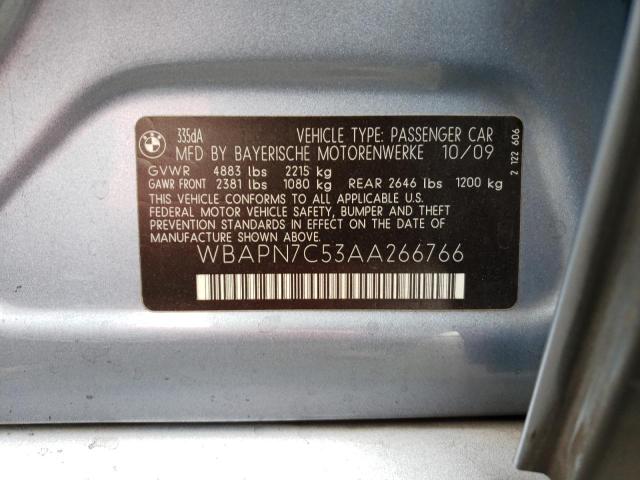 BMW
335dA VEHICLE TYPE: PASSENGER CAR
MFD BY BAYERISCHE MOTORENWERKE 10/09
GVWR 4883 lbs 2215 kg
GAWR FRONT 2381 lbs 1080 kg REAR 2646 lbs 1200 kg
THIS VEHICLE CONFORMS TO ALL APPLICABLE U.S.
FEDERAL MOTOR VEHICLE SAFETY, BUMPER AND THEFT
PREVENTION STANDARDS IN EFFECT ON THE DATE OF
MANUFACTURE SHOWN ABOVE.
WBAPN7C53AA266766
2 122 606